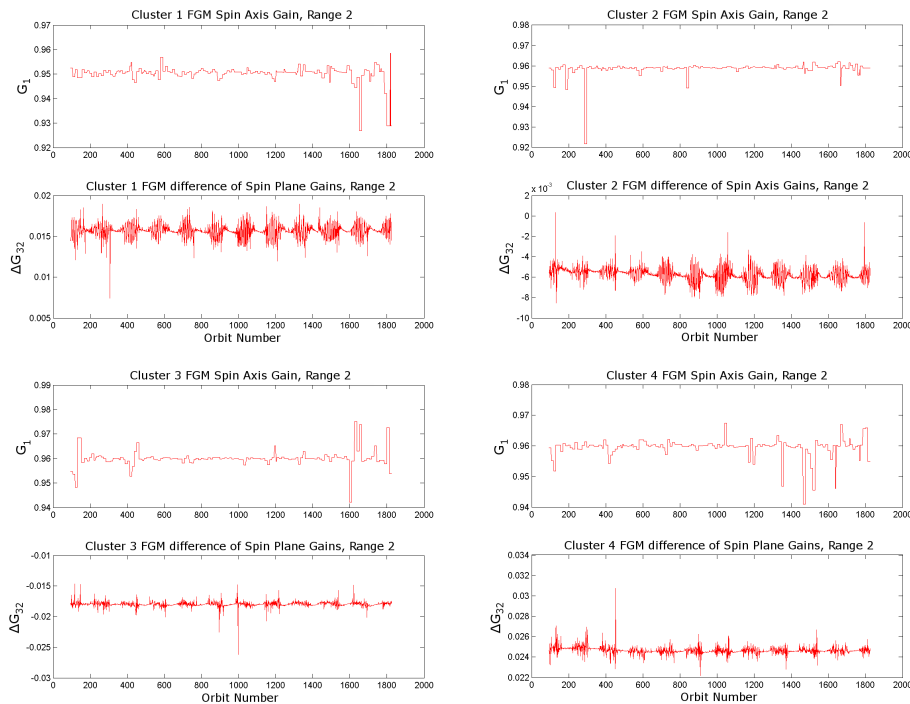 Cluster 1 FGM Spin Axis Gain, Range 2
0.97
0.96
0.95
0.94
0.93
0.92
G1
0 200 400 600 800 1000 1200 1400 1600 1800 2000
Cluster 1 FGM difference of Spin Plane Gains, Range 2
0.02
0.015
0.01
0.005
ΔG32
0 200 400 600 800 1000 1200 1400 1600 1800 2000
Orbit Number
Cluster 2 FGM Spin Axis Gain, Range 2
0.98
0.97
0.96
0.95
0.94
0.93
0.92
G1
0 200 400 600 800 1000 1200 1400 1600 1800 2000
Cluster 2 FGM difference of Spin Axis Gains, Range 2
x 10-3
2
0
-2
-4
-6
-8
-10
ΔG32
0 200 400 600 800 1000 1200 1400 1600 1800 2000
Orbit Number
Cluster 3 FGM Spin Axis Gain, Range 2
0.99
0.98
0.97
0.96
0.95
0.94
G1
0 200 400 600 800 1000 1200 1400 1600 1800 2000
Cluster 3 FGM difference of Spin Plane Gains, Range 2
-0.01
-0.015
-0.02
-0.025
-0.03
ΔG32
0 200 400 600 800 1000 1200 1400 1600 1800 2000
Orbit Number
Cluster 4 FGM Spin Axis Gain, Range 2
0.98
0.97
0.96
0.95
0.94
G1
0 200 400 600 800 1000 1200 1400 1600 1800 2000
Cluster 4 FGM difference of Spin Plane Gains, Range 2
0.034
0.032
0.03
0.028
0.026
0.024
0.022
ΔG32
0 200 400 600 800 1000 1200 1400 1600 1800 2000
Orbit Number